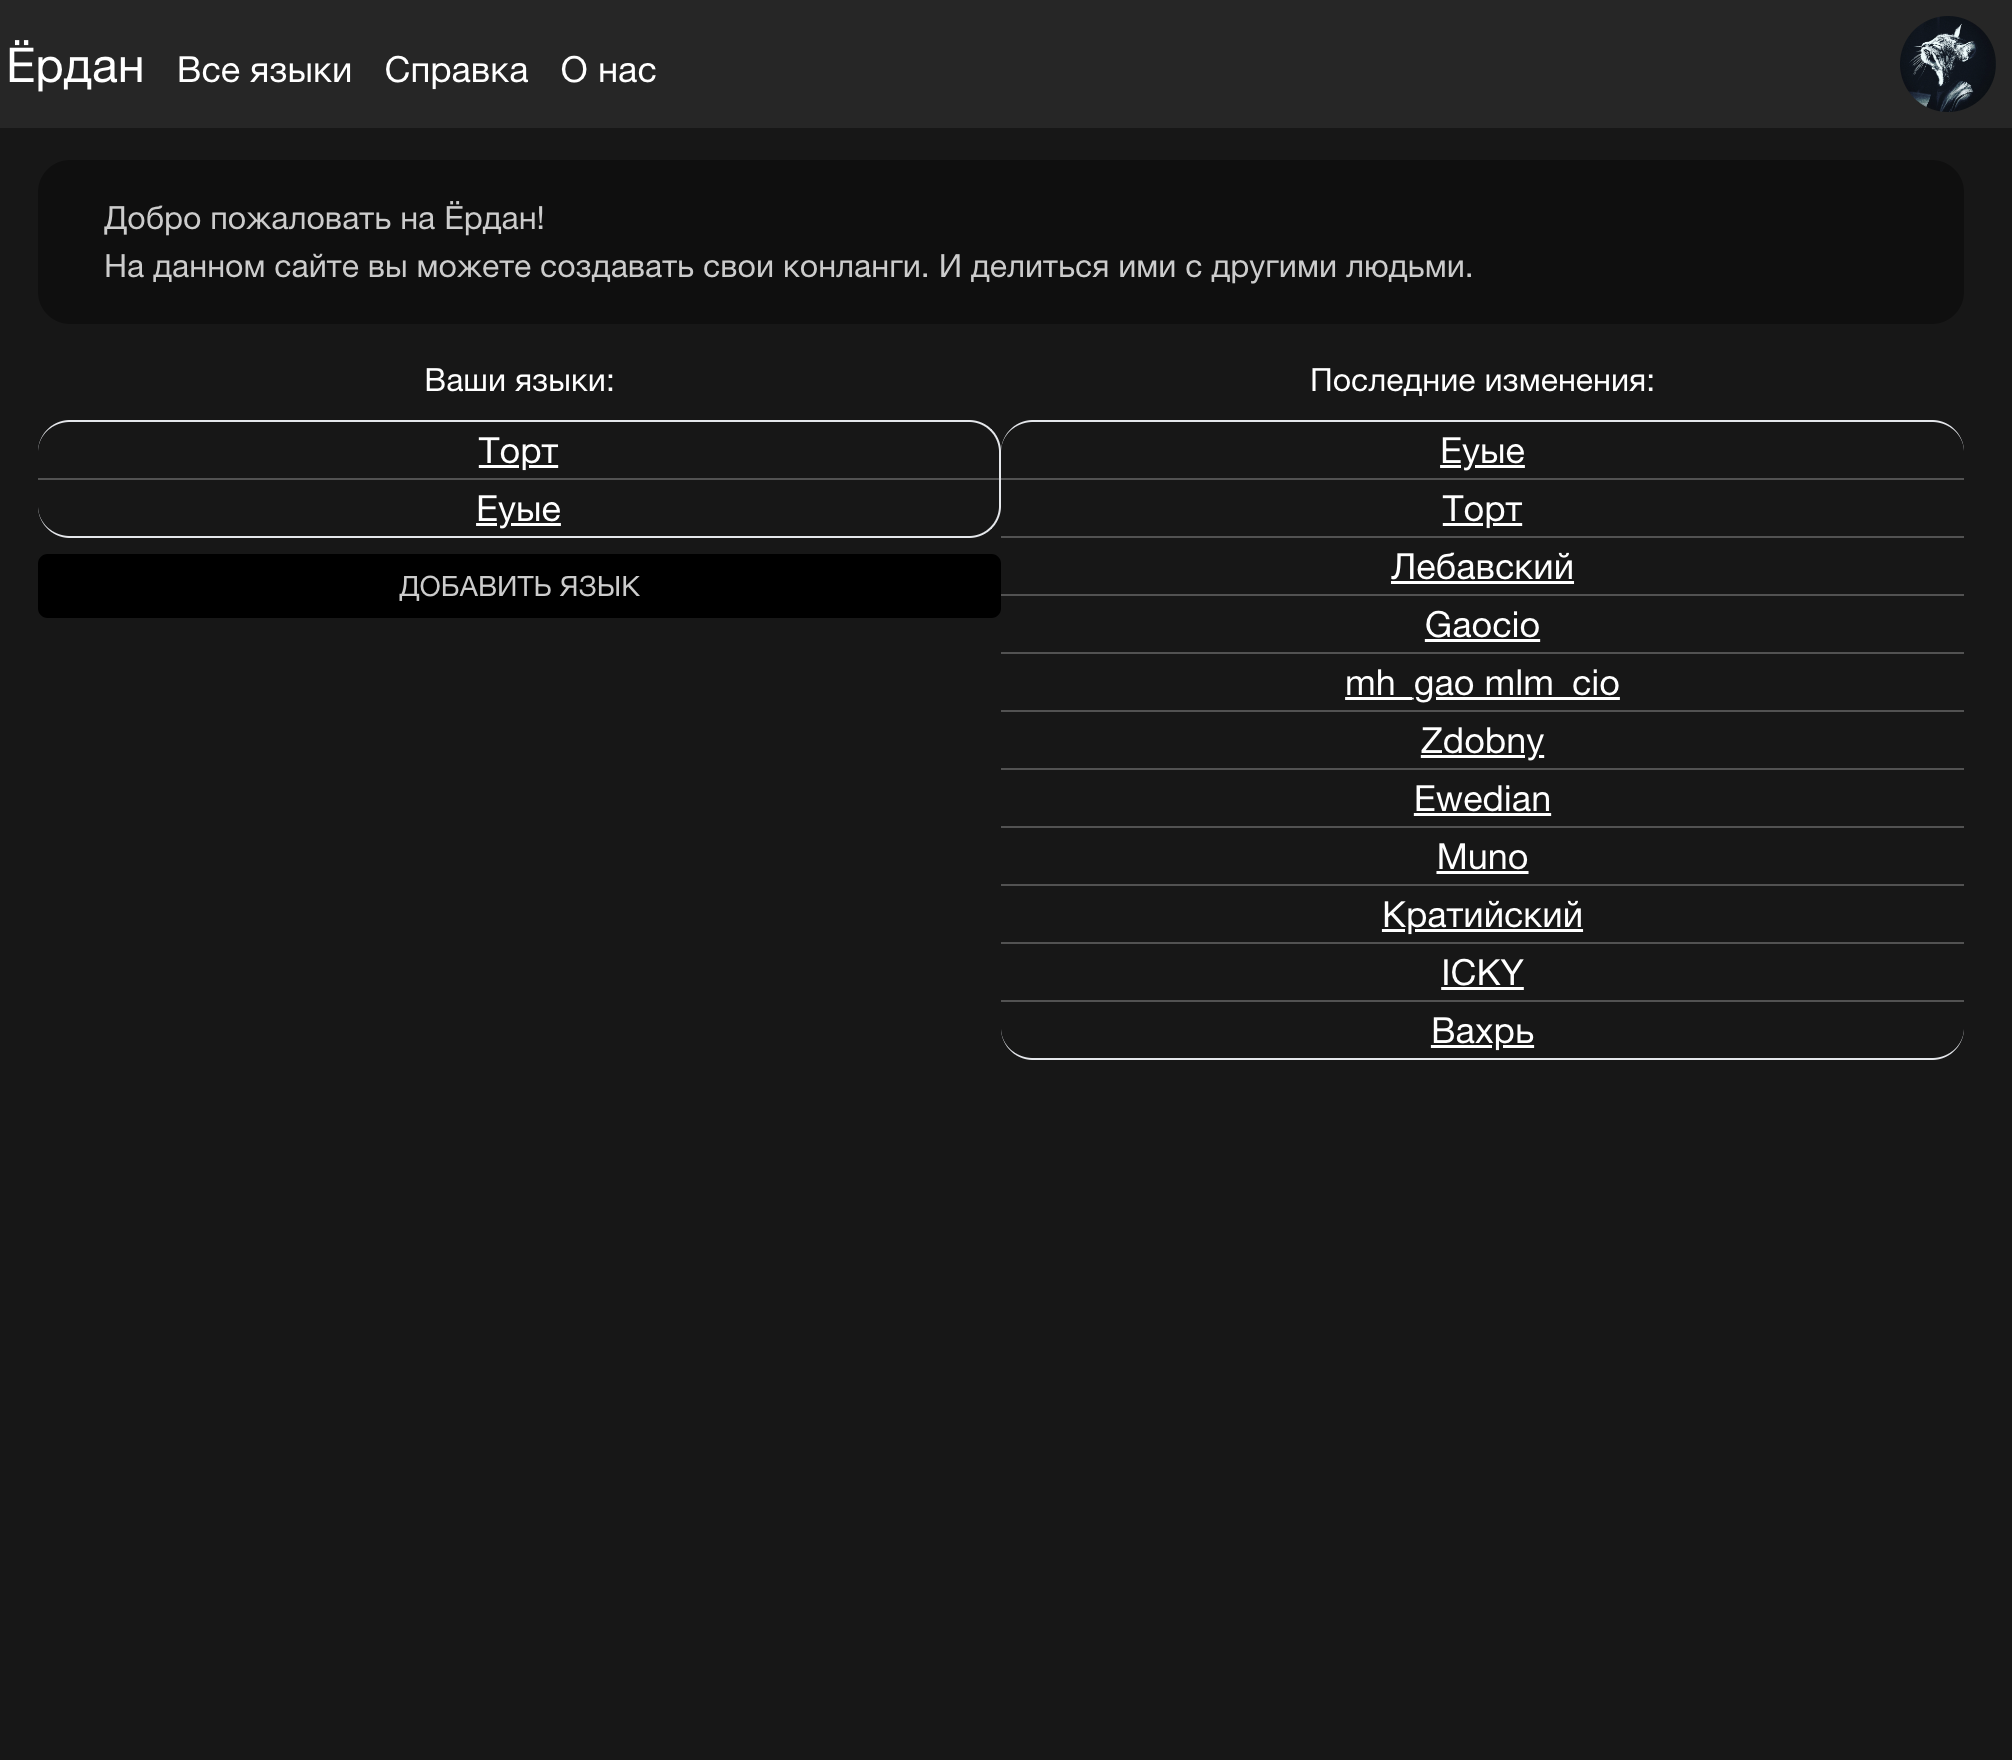 Ёрдан Все языки Справка О нас
Добро пожаловать на Ёрдан!
На данном сайте вы можете создавать свои конланги. И делиться ими с другими людьми.
Ваши языки:
Торт
Еуые
ДОБАВИТЬ ЯЗЫК
Последние изменения:
Еуые
Торт
Лебавский
Gaocio
mh_gao mlm_cio
Zdobny
Ewedian
Muno
Кратийский
ICKY
Вахрь